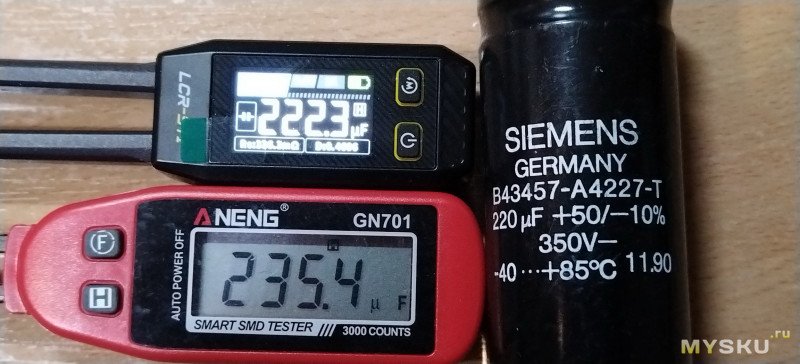 LCR-ST1
222.3 µF
ANENG®
GN701
AUTO POWER OFF
F
H
235.4 µ F
SMART SMD TESTER
3000 COUNTS
SIEMENS
GERMANY
B43457-A4227-T
220 µF +50/-10%
350V-
-40 ··· +85°C 11.90
MYSKU.ru